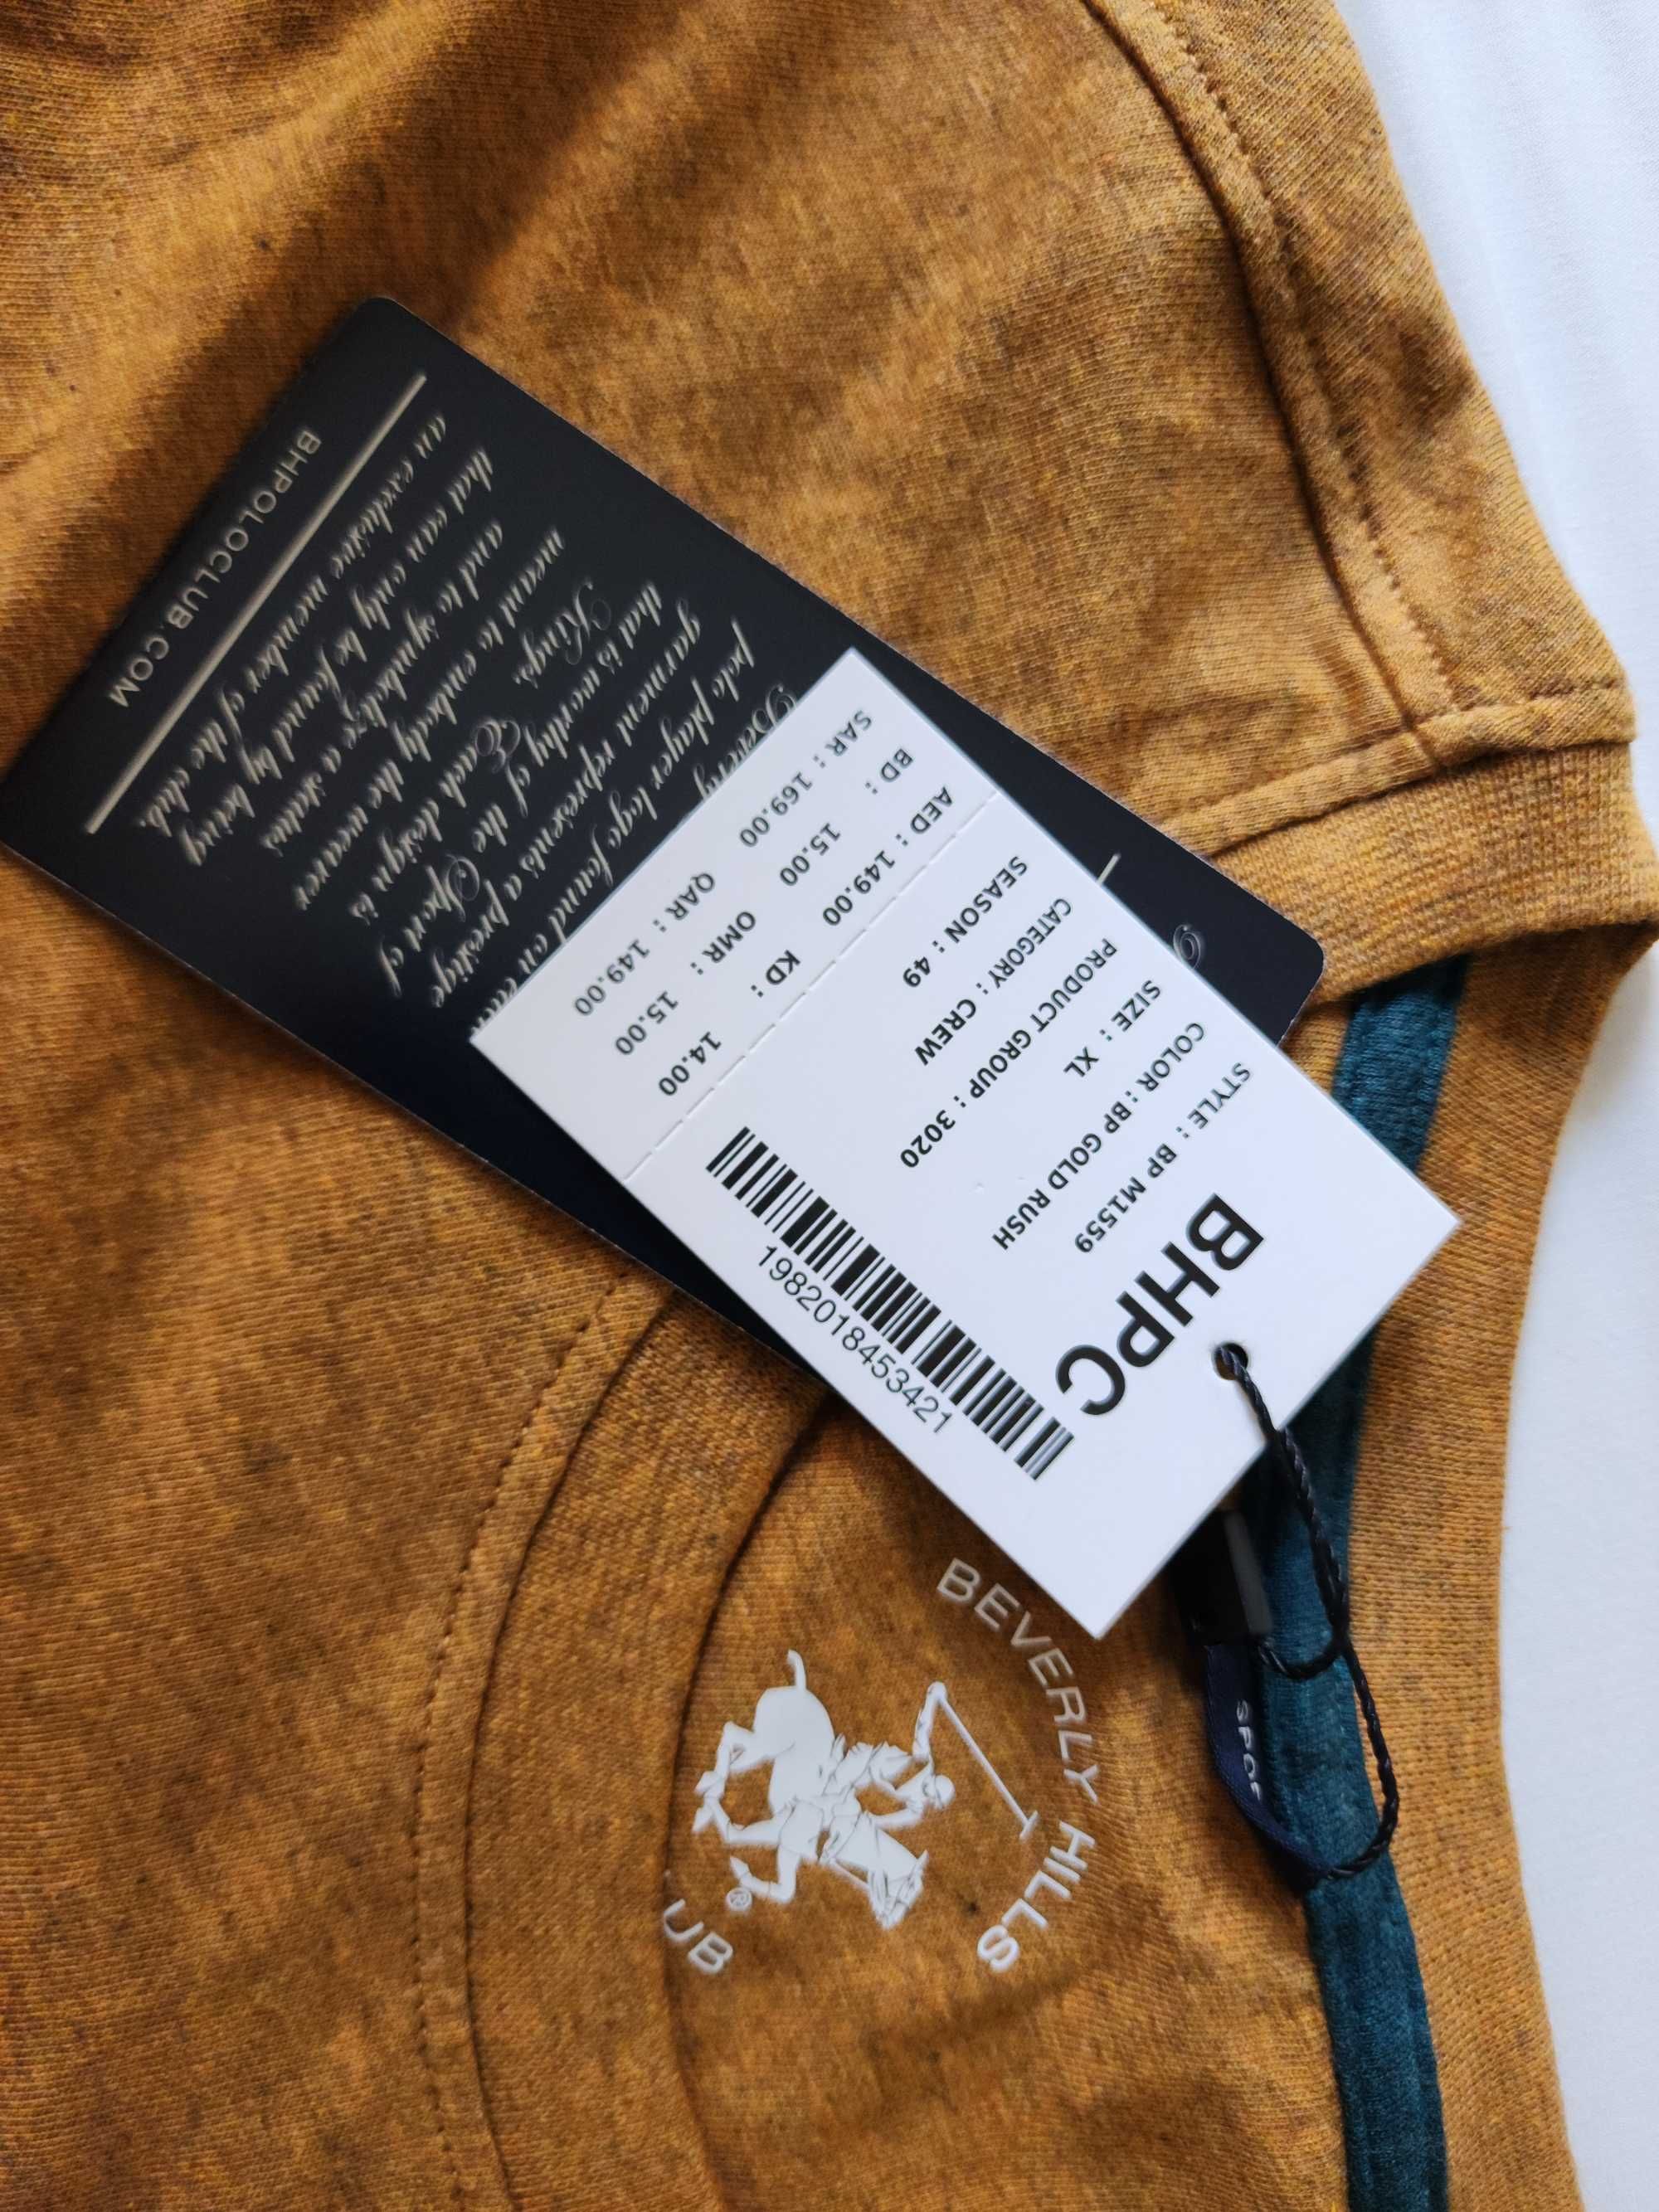 BHPC
STYLE : BP M1559
COLOR : BP GOLD RUSH
SIZE : XL
PRODUCT GROUP : 3020
CATEGORY : CREW
SEASON : 49
1982018453421
AED : 149.00 KD : 14.00
BD : 15.00 OMR : 15.00
SAR : 169.00 QAR : 149.00
polo player logo found on
garment represents a prestige
that is worthy of the Sport of
Kings. Each design is
meant to embody the wearer
and to symbolize a status
that can only be found by being
an exclusive member of the club.
BHPOLOCLUB.COM
BEVERLY HILLS
UB
®
SPO